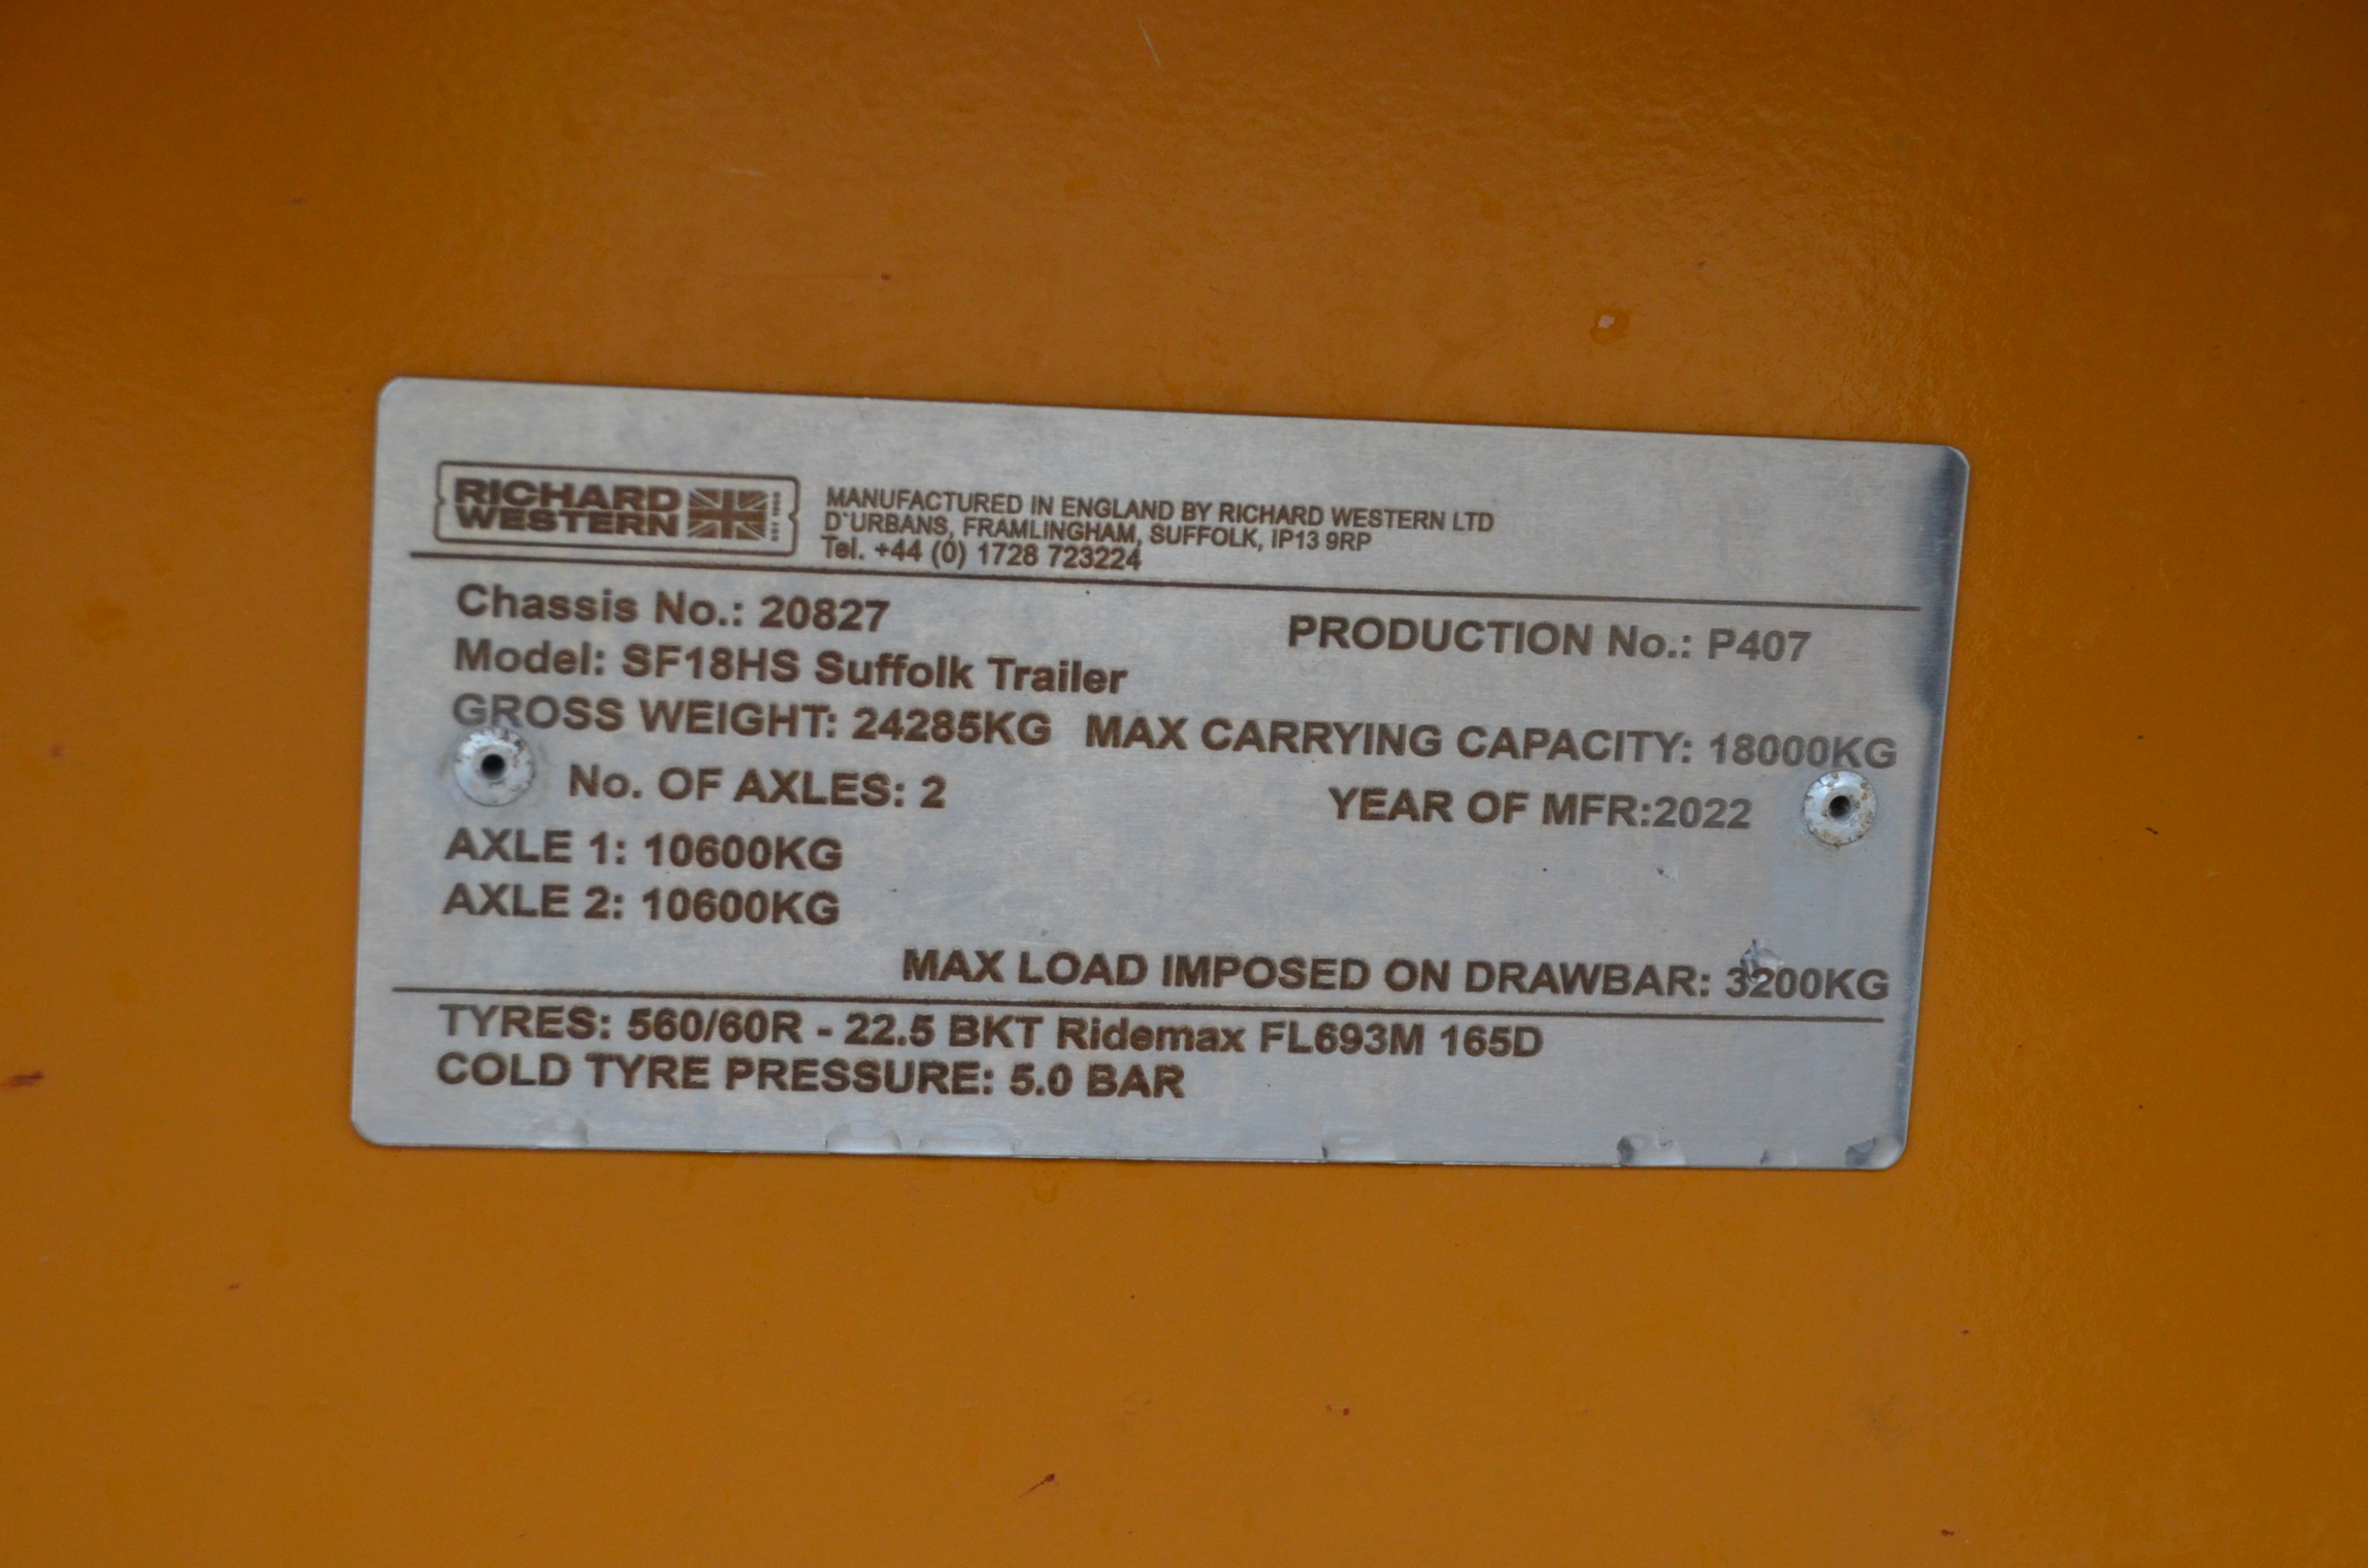 RICHARD
WESTERN
MANUFACTURED IN ENGLAND BY RICHARD WESTERN LTD
D`URBANS, FRAMLINGHAM, SUFFOLK, IP13 9RP
Tel. +44 (0) 1728 723224
Chassis No.: 20827
PRODUCTION No.: P407
Model: SF18HS Suffolk Trailer
GROSS WEIGHT: 24285KG MAX CARRYING CAPACITY: 18000KG
No. OF AXLES: 2
YEAR OF MFR:2022
AXLE 1: 10600KG
AXLE 2: 10600KG
MAX LOAD IMPOSED ON DRAWBAR: 3200KG
TYRES: 560/60R - 22.5 BKT Ridemax FL693M 165D
COLD TYRE PRESSURE: 5.0 BAR